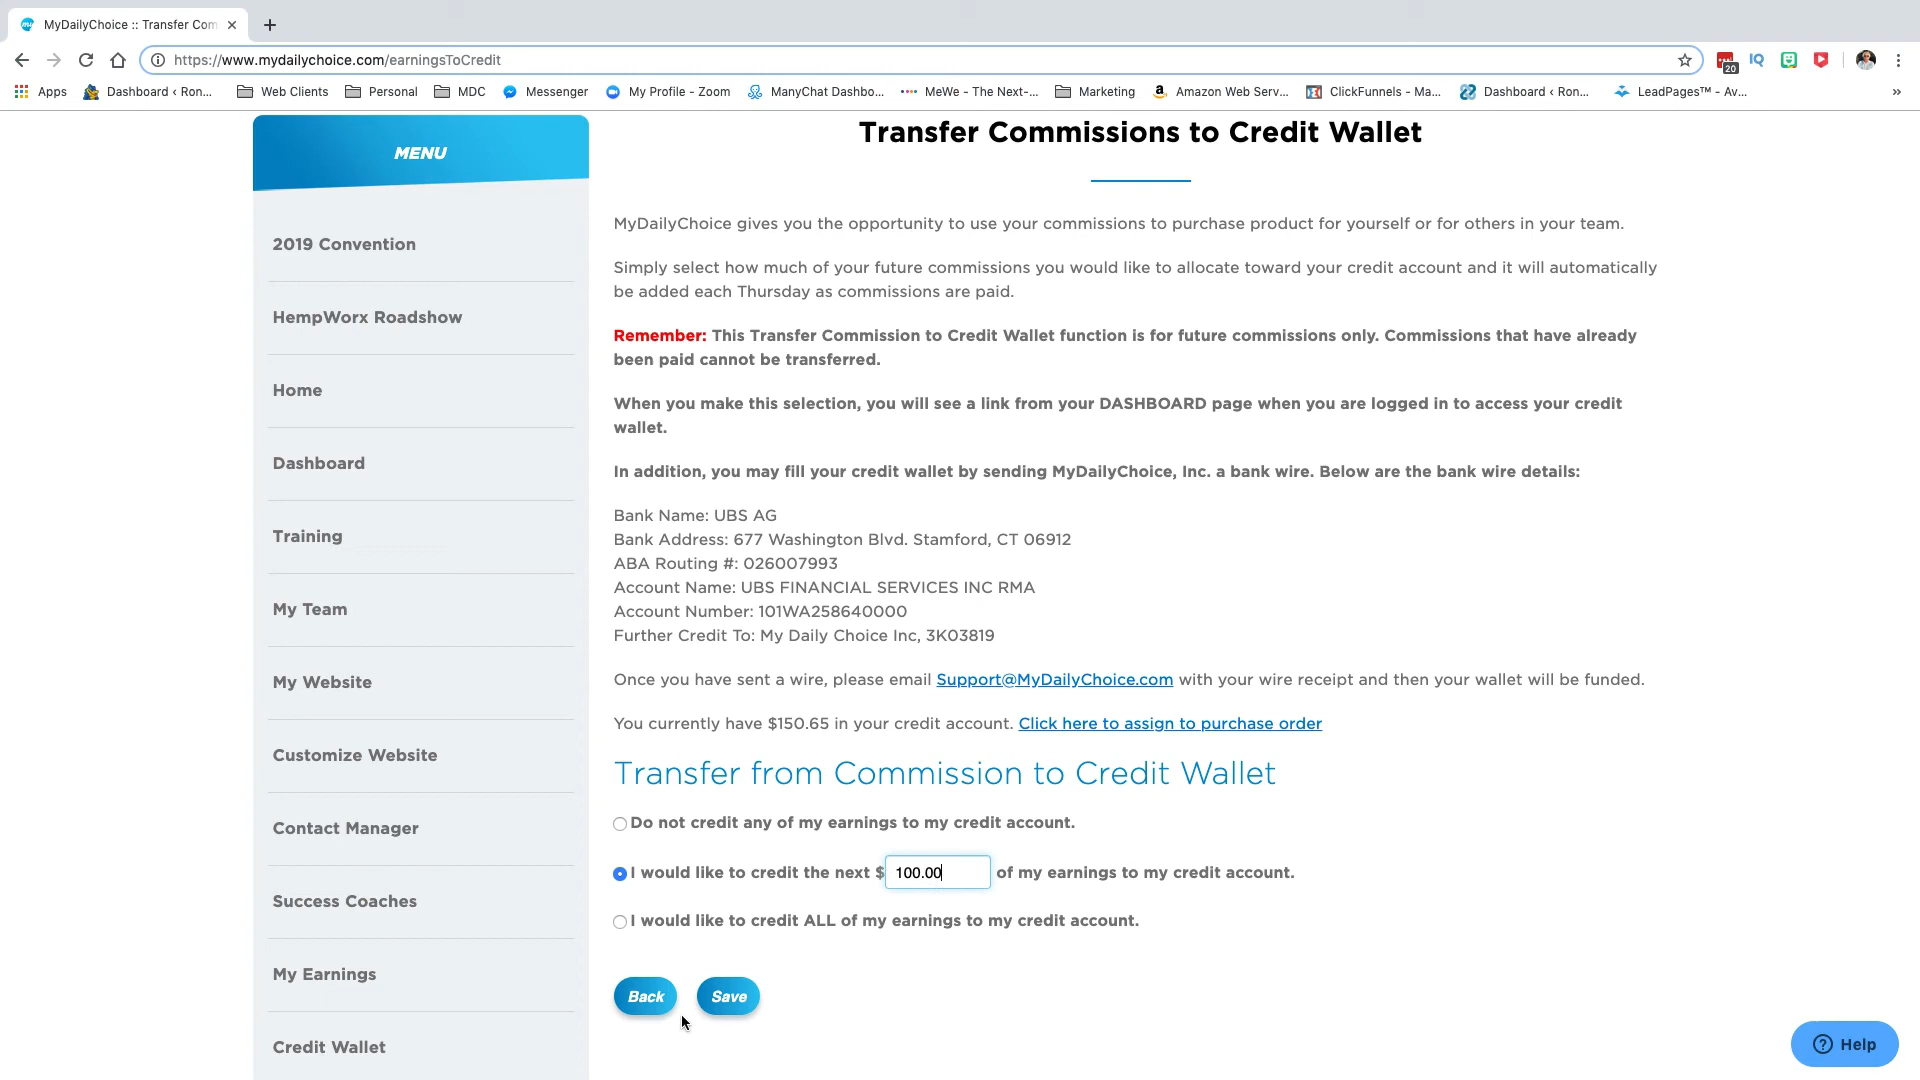 MyDailyChoice :: Transfer Com
https://www.mydailychoice.com/earningsToCredit
20
IQ
Apps
Dashboard ‹ Ron...
Web Clients
Personal
MDC
Messenger
My Profile - Zoom
ManyChat Dashbo...
MeWe - The Next-...
Marketing
Amazon Web Serv...
ClickFunnels - Ma...
Dashboard ‹ Ron...
LeadPages™ - Av...
»
MENU
2019 Convention
HempWorx Roadshow
Home
Dashboard
Training
My Team
My Website
Customize Website
Contact Manager
Success Coaches
My Earnings
Credit Wallet
Transfer Commissions to Credit Wallet
MyDailyChoice gives you the opportunity to use your commissions to purchase product for yourself or for others in your team.
Simply select how much of your future commissions you would like to allocate toward your credit account and it will automatically
be added each Thursday as commissions are paid.
Remember: This Transfer Commission to Credit Wallet function is for future commissions only. Commissions that have already
been paid cannot be transferred.
When you make this selection, you will see a link from your DASHBOARD page when you are logged in to access your credit
wallet.
In addition, you may fill your credit wallet by sending MyDailyChoice, Inc. a bank wire. Below are the bank wire details:
Bank Name: UBS AG
Bank Address: 677 Washington Blvd. Stamford, CT 06912
ABA Routing #: 026007993
Account Name: UBS FINANCIAL SERVICES INC RMA
Account Number: 101WA258640000
Further Credit To: My Daily Choice Inc, 3K03819
Once you have sent a wire, please email Support@MyDailyChoice.com with your wire receipt and then your wallet will be funded.
You currently have $150.65 in your credit account. Click here to assign to purchase order
Transfer from Commission to Credit Wallet
Do not credit any of my earnings to my credit account.
I would like to credit the next $ 100.00 of my earnings to my credit account.
I would like to credit ALL of my earnings to my credit account.
Back
Save
? Help